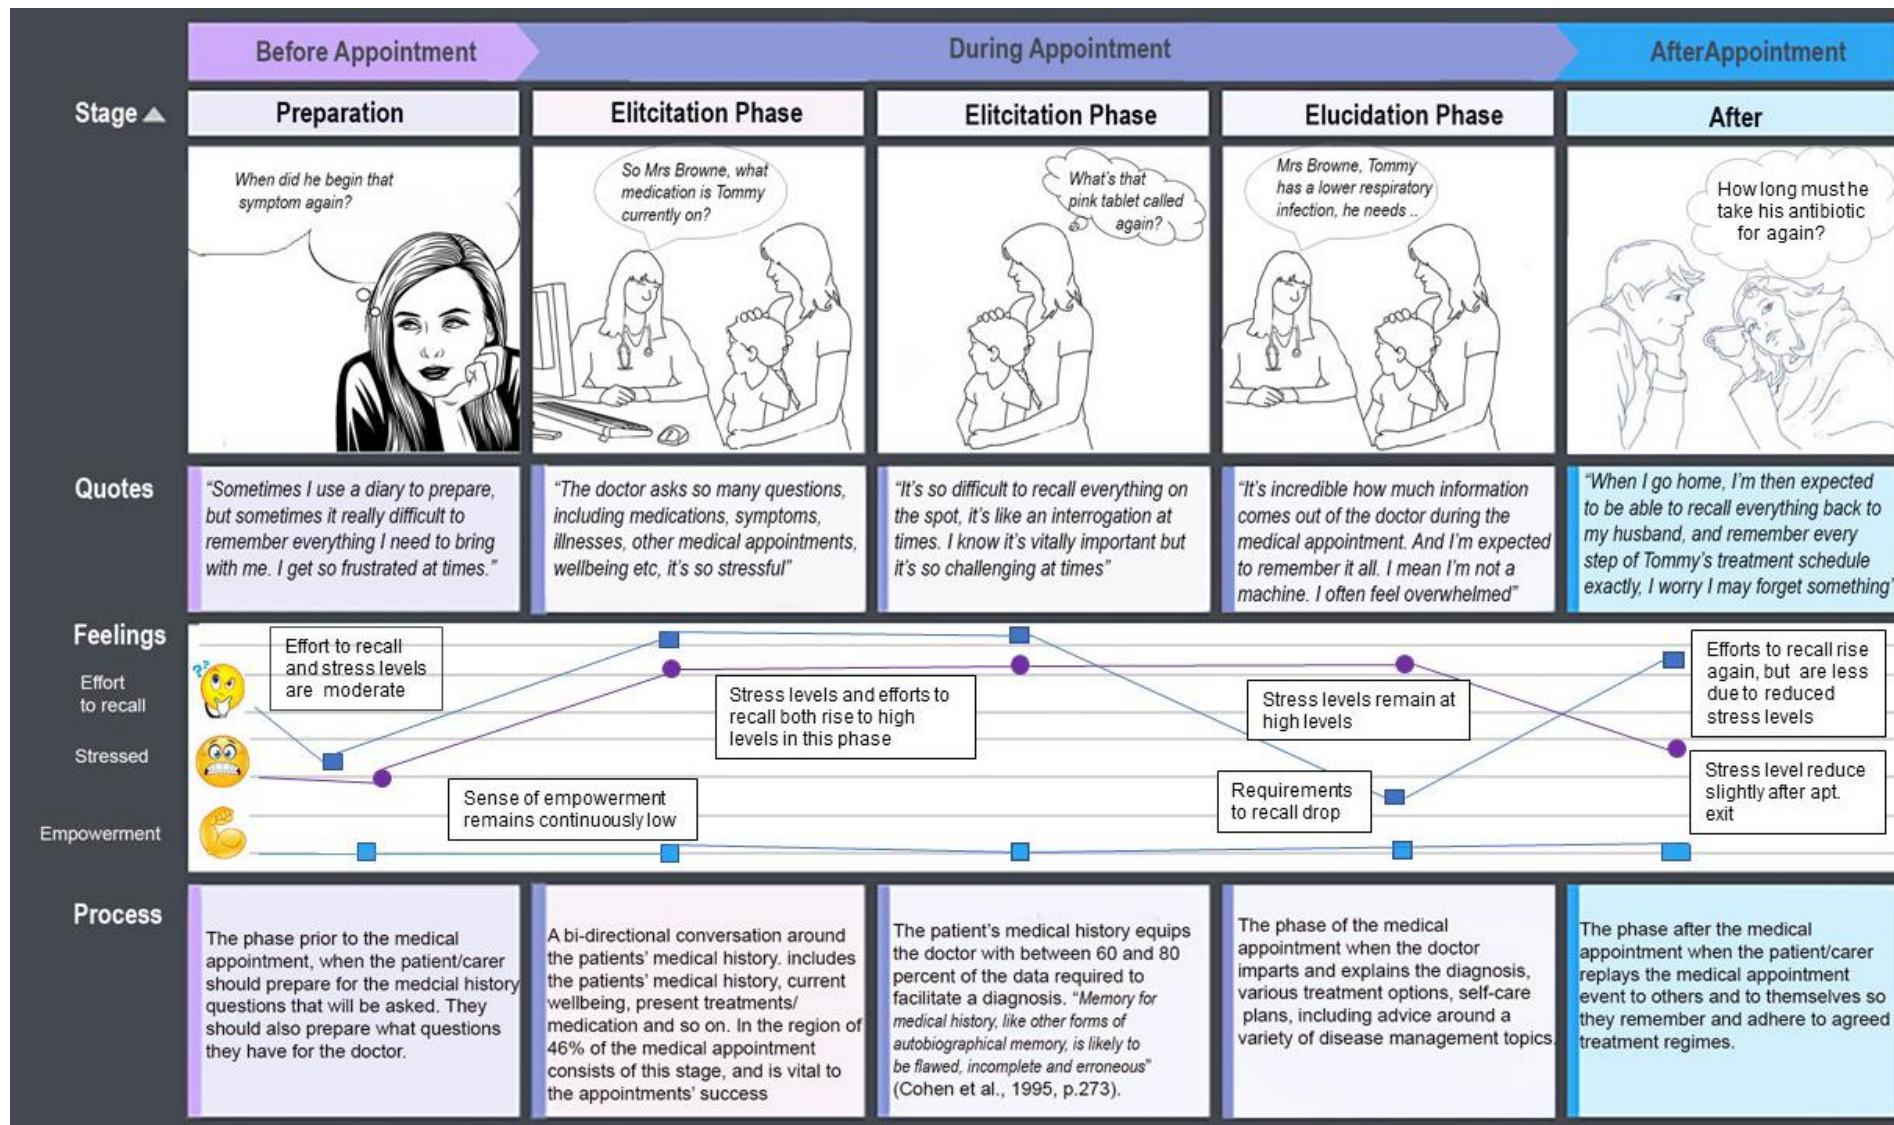 Before Appointment
During Appointment
AfterAppointment
Stage
Preparation
Elitcitation Phase
Elitcitation Phase
Elucidation Phase
After
When did he begin that
symptom again?
So Mrs Browne, what
medication is Tommy
currently on?
What's that
pink tablet called
again?
Mrs Browne, Tommy
has a lower respiratory
infection, he needs ..
How long must he
take his antibiotic
for again?
Quotes
“Sometimes I use a diary to prepare,
but sometimes it really difficult to
remember everything I need to bring
with me. I get so frustrated at times.”
“The doctor asks so many questions,
including medications, symptoms,
illnesses, other medical appointments,
wellbeing etc, it's so stressful”
“It's so difficult to recall everything on
the spot, it's like an interrogation at
times. I know it's vitally important but
it's so challenging at times”
“It's incredible how much information
comes out of the doctor during the
medical appointment. And I'm expected
to remember it all. I mean I'm not a
machine. I often feel overwhelmed”
“When I go home, I'm then expected
to be able to recall everything back to
my husband, and remember every
step of Tommy's treatment schedule
exactly, I worry I may forget something”
Feelings
Effort
to recall
Stressed
Empowerment
??
Effort to recall
and stress levels
are moderate
Stress levels and efforts to
recall both rise to high
levels in this phase
Sense of empowerment
remains continuously low
Stress levels remain at
high levels
Requirements
to recall drop
Efforts to recall rise
again, but are less
due to reduced
stress levels
Stress level reduce
slightly after apt.
exit
Process
The phase prior to the medical
appointment, when the patient/carer
should prepare for the medcial history
questions that will be asked. They
should also prepare what questions
they have for the doctor.
A bi-directional conversation around
the patients' medical history. includes
the patients' medical history, current
wellbeing, present treatments/
medication and so on. In the region of
46% of the medical appointment
consists of this stage, and is vital to
the appointments' success
The patient's medical history equips
the doctor with between 60 and 80
percent of the data required to
facilitate a diagnosis. “Memory for
medical history, like other forms of
autobiographical memory, is likely to
be flawed, incomplete and erroneous”
(Cohen et al., 1995, p.273).
The phase of the medical
appointment when the doctor
imparts and explains the diagnosis,
various treatment options, self-care
plans, including advice around a
variety of disease management topics.
The phase after the medical
appointment when the patient/carer
replays the medical appointment
event to others and to themselves so
they remember and adhere to agreed
treatment regimes.